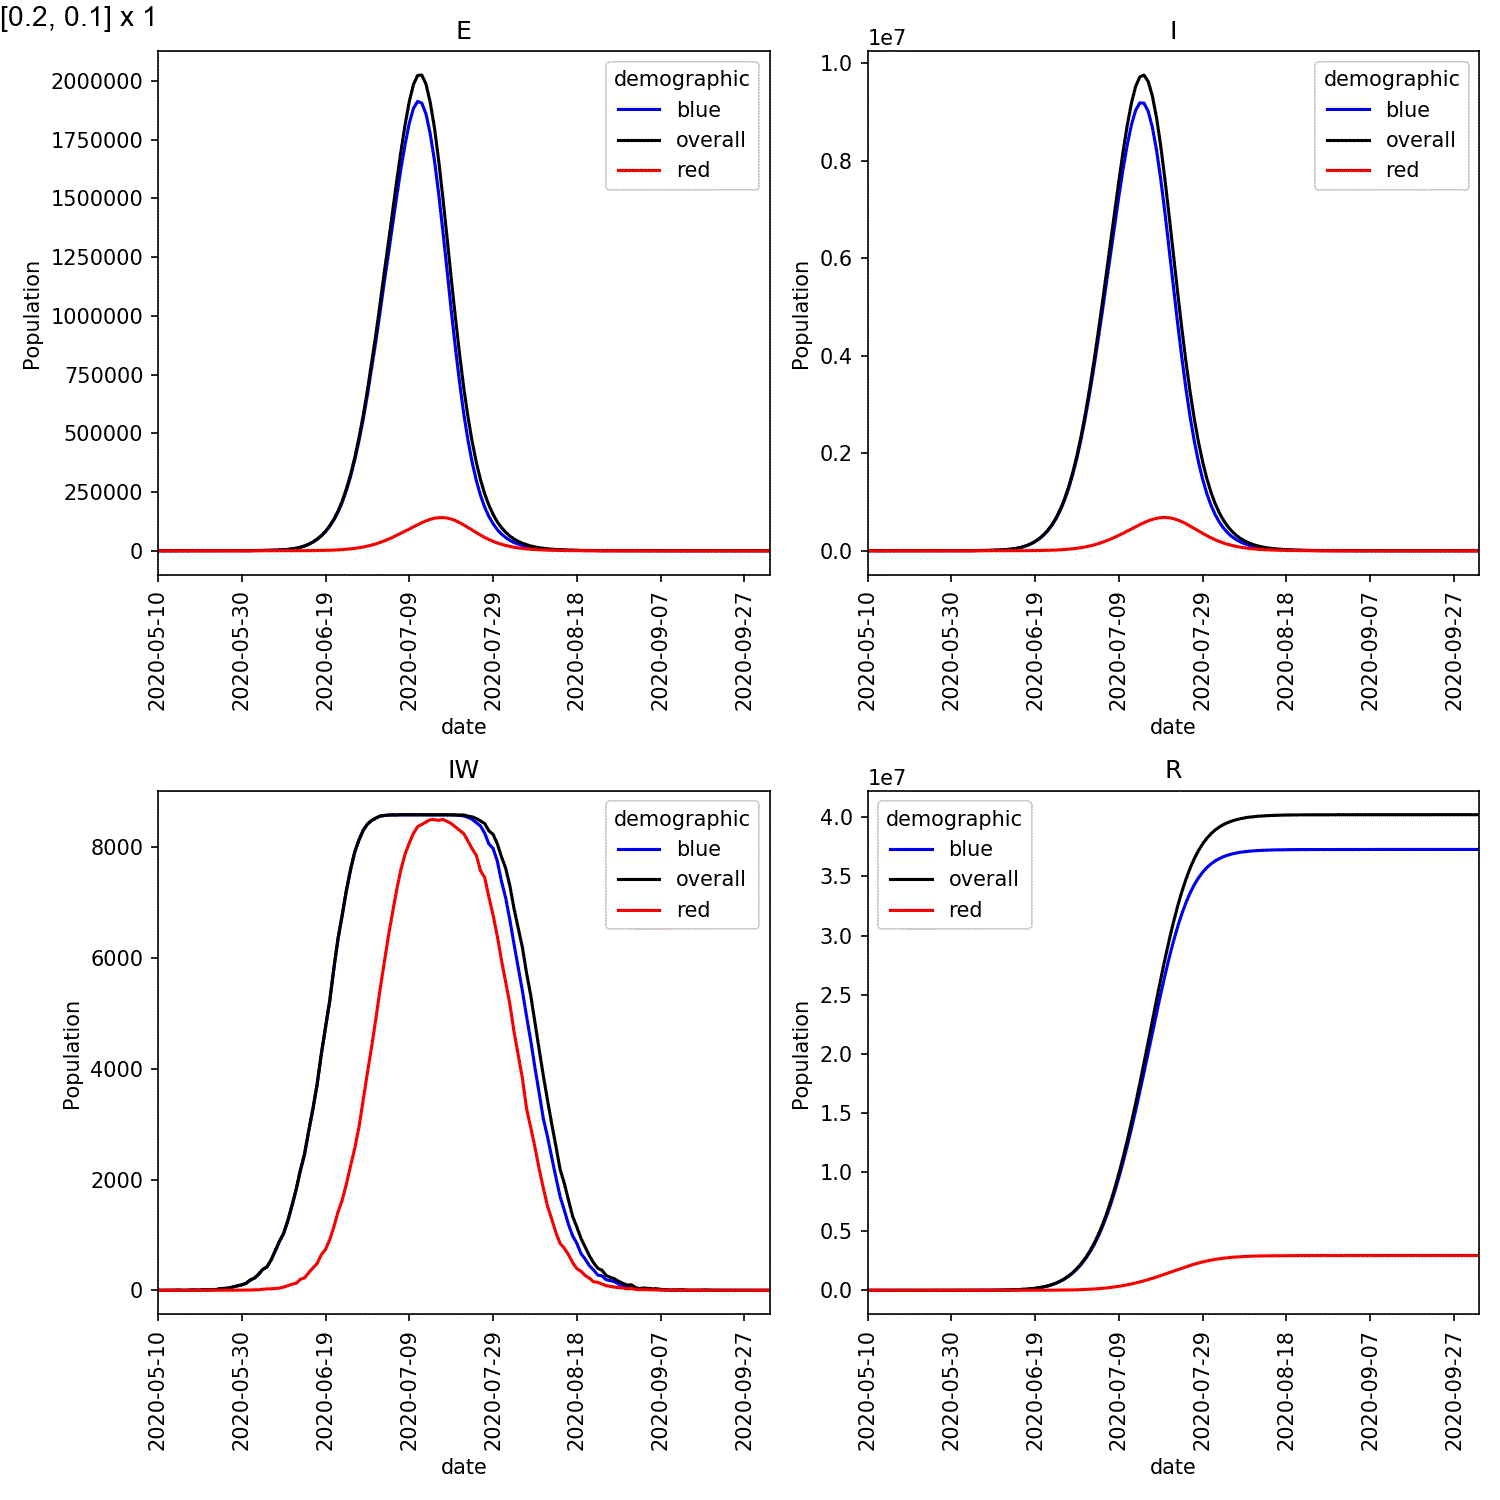 [0.2, 0.1] x 1
E
2000000
1750000
1500000
1250000
1000000
750000
500000
250000
0
Population
demographic
blue
overall
red
2020-05-10
2020-05-30
2020-06-19
2020-07-09
2020-07-29
2020-08-18
2020-09-07
2020-09-27
date
I
1e7
1.0
0.8
0.6
0.4
0.2
0.0
Population
demographic
blue
overall
red
2020-05-10
2020-05-30
2020-06-19
2020-07-09
2020-07-29
2020-08-18
2020-09-07
2020-09-27
date
IW
8000
6000
4000
2000
0
Population
demographic
blue
overall
red
2020-05-10
2020-05-30
2020-06-19
2020-07-09
2020-07-29
2020-08-18
2020-09-07
2020-09-27
date
R
1e7
4.0
3.5
3.0
2.5
2.0
1.5
1.0
0.5
0.0
Population
demographic
blue
overall
red
2020-05-10
2020-05-30
2020-06-19
2020-07-09
2020-07-29
2020-08-18
2020-09-07
2020-09-27
date